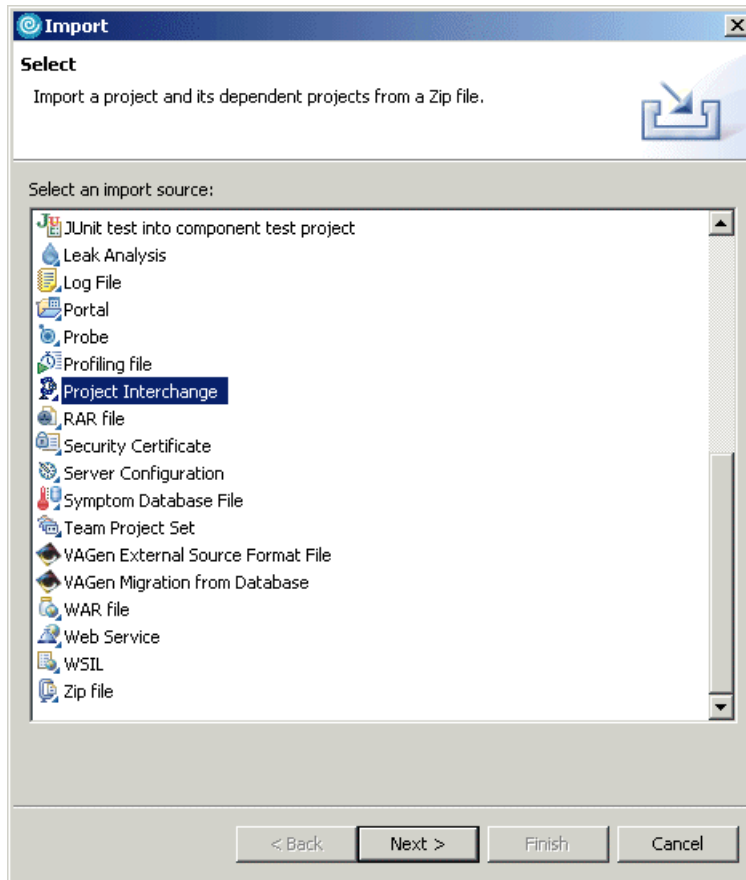 Import
Select
Import a project and its dependent projects from a Zip file.
Select an import source:
JUnit test into component test project
Leak Analysis
Log File
Portal
Probe
Profiling file
Project Interchange
RAR file
Security Certificate
Server Configuration
Symptom Database File
Team Project Set
VAGen External Source Format File
VAGen Migration from Database
WAR file
Web Service
WSIL
Zip file
< Back Next > Finish Cancel